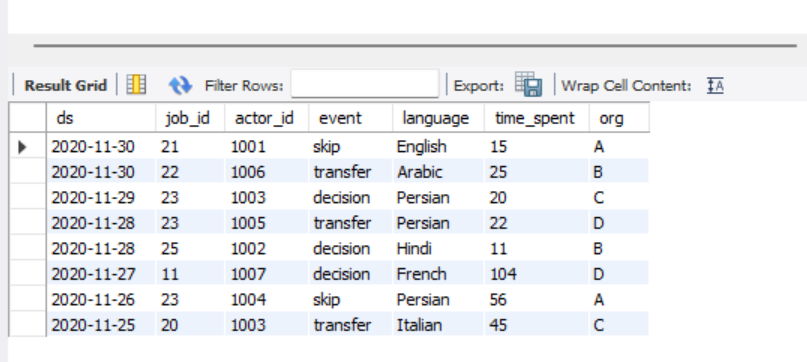 Result Grid Filter Rows: Export: Wrap Cell Content:
ds job_id actor_id event language time_spent org
2020-11-30 21 1001 skip English 15 A
2020-11-30 22 1006 transfer Arabic 25 B
2020-11-29 23 1003 decision Persian 20 C
2020-11-28 23 1005 transfer Persian 22 D
2020-11-28 25 1002 decision Hindi 11 B
2020-11-27 11 1007 decision French 104 D
2020-11-26 23 1004 skip Persian 56 A
2020-11-25 20 1003 transfer Italian 45 C